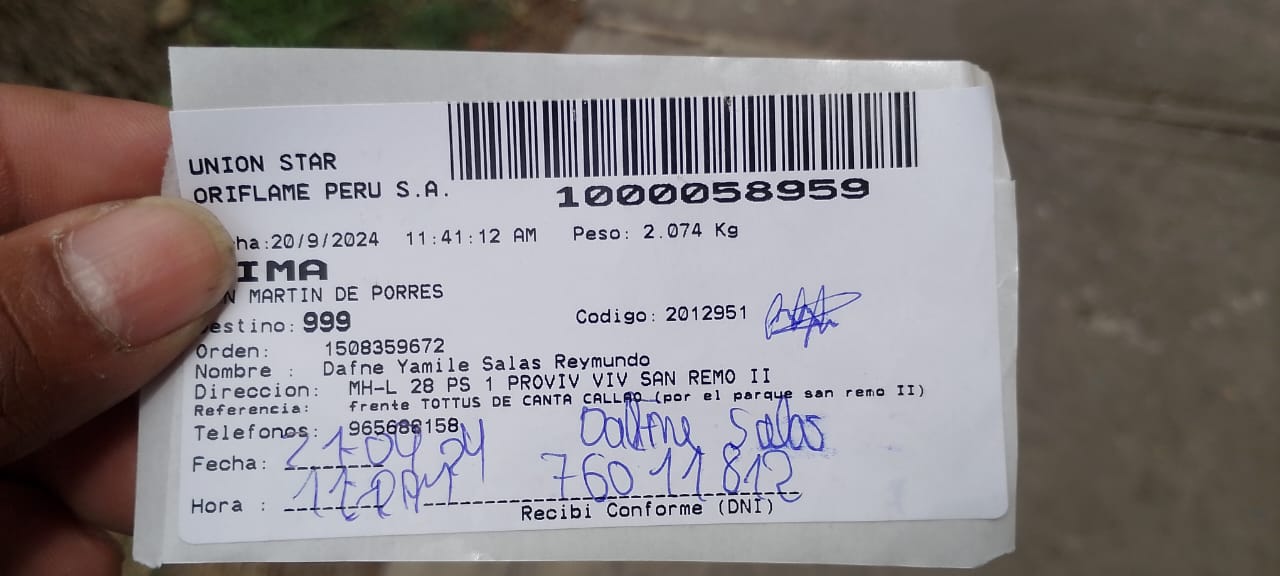 UNION STAR
ORIFLAME PERU S.A.
1000058959
ha:20/9/2024 11:41:12 AM Peso: 2.074 Kg
IMA
N MARTIN DE PORRES
estino: 999 Codigo: 2012951
Orden: 1508359672
Nombre : Dafne Yamile Salas Reymundo
Direccion: MH-L 28 PS 1 PROVIV VIV SAN REMO II
Referencia: frente TOTTUS DE CANTA CALLAO (por el parque san remo II)
Telefonos: 965688158
Dafne Salas
Fecha: 21-09-24
76011812
Hora :
Recibi Conforme (DNI)